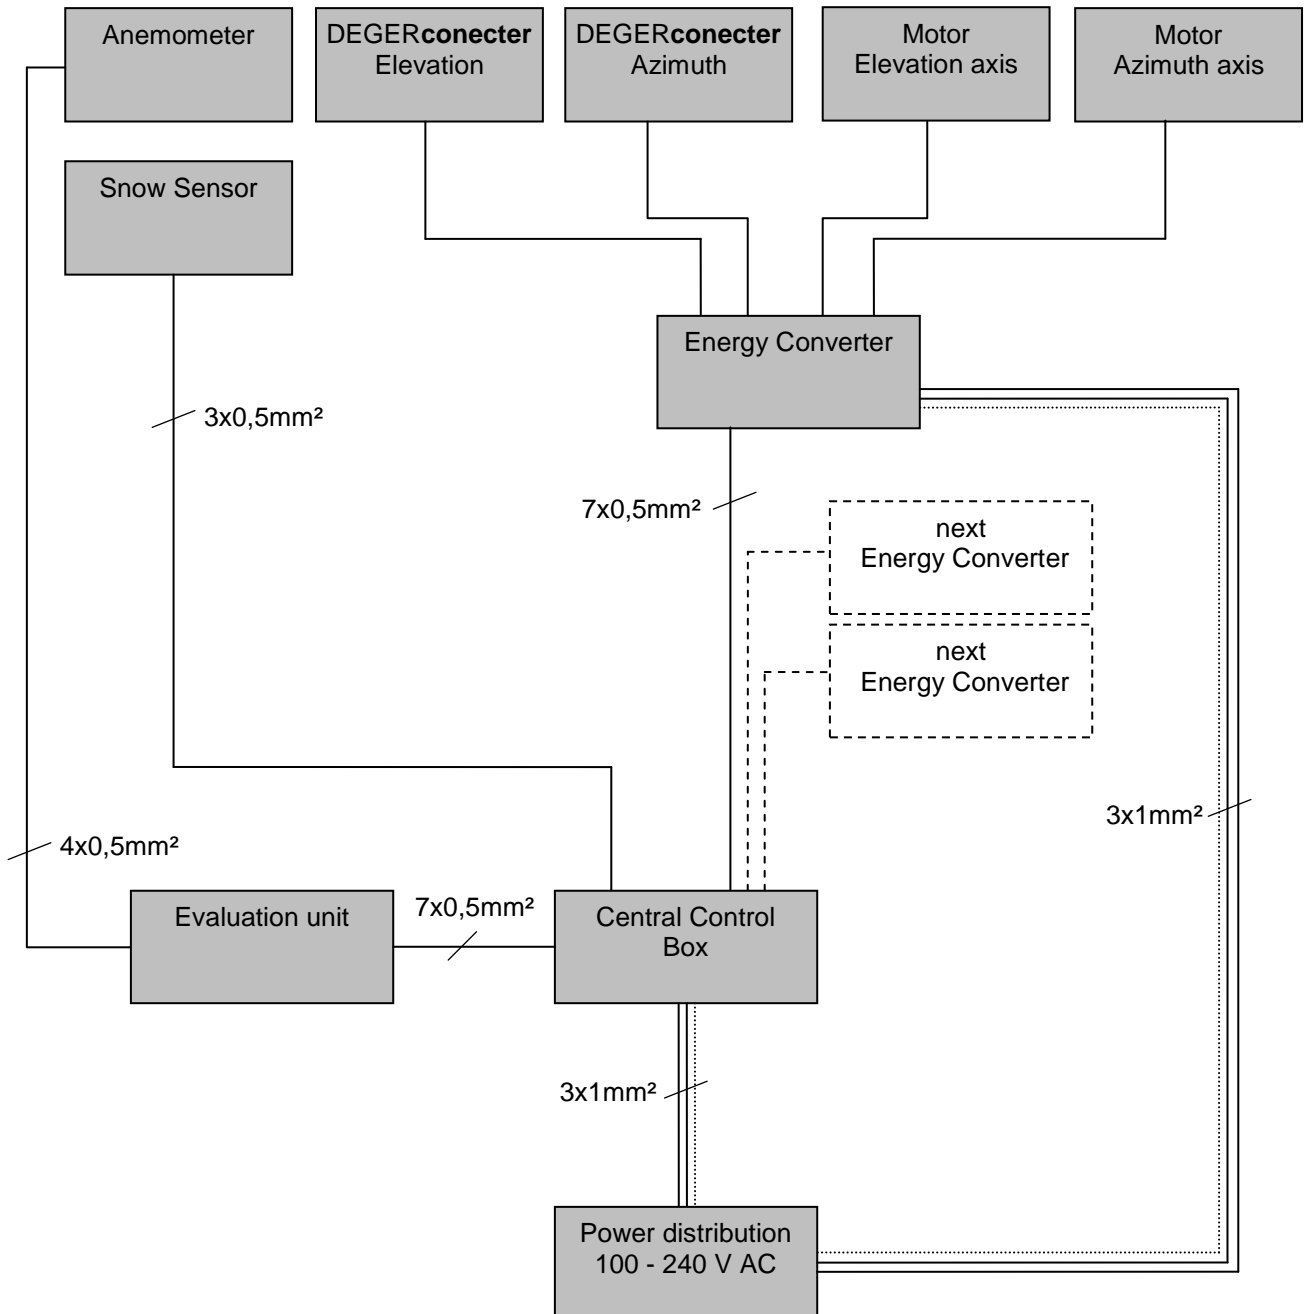 Anemometer
DEGERconecter
Elevation
DEGERconecter
Azimuth
Motor
Elevation axis
Motor
Azimuth axis
Snow Sensor
Energy Converter
3x0,5mm²
7x0,5mm²
next
Energy Converter
next
Energy Converter
3x1mm²
4x0,5mm²
Evaluation unit
7x0,5mm²
Central Control
Box
3x1mm²
Power distribution
100 - 240 V AC